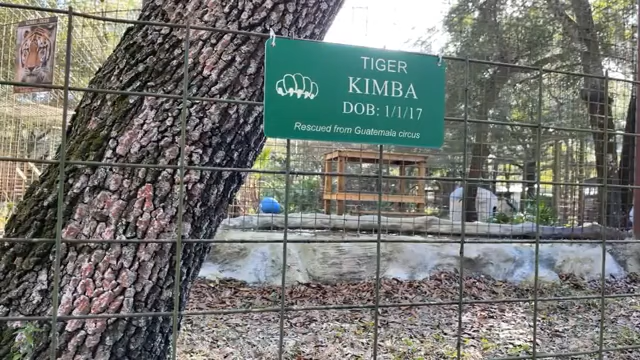 TIGER
KIMBA
DOB: 1/1/17
Rescued from Guatemala circus